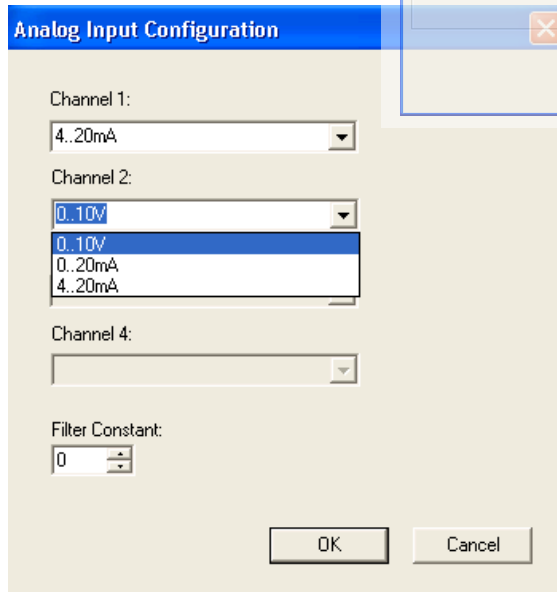 Analog Input Configuration
Channel 1:
4..20mA
Channel 2:
0..10V
0..10V
0..20mA
4..20mA
Channel 4:
Filter Constant:
0
OK
Cancel